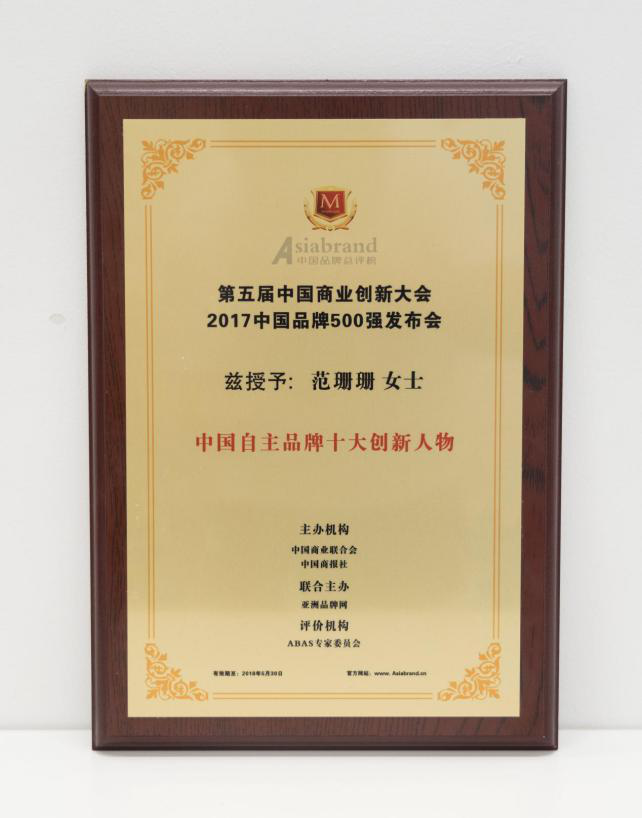 M
Asiabrand
中国品牌总评榜
第五届中国商业创新大会
2017中国品牌500强发布会
兹授予: 范珊珊 女士
中国自主品牌十大创新人物
主办机构
中国商业联合会
中国商报社
联合主办
亚洲品牌网
评价机构
ABAS专家委员会
有效期至：2018年6月30日 官方网站：www. Asiabrand.cn